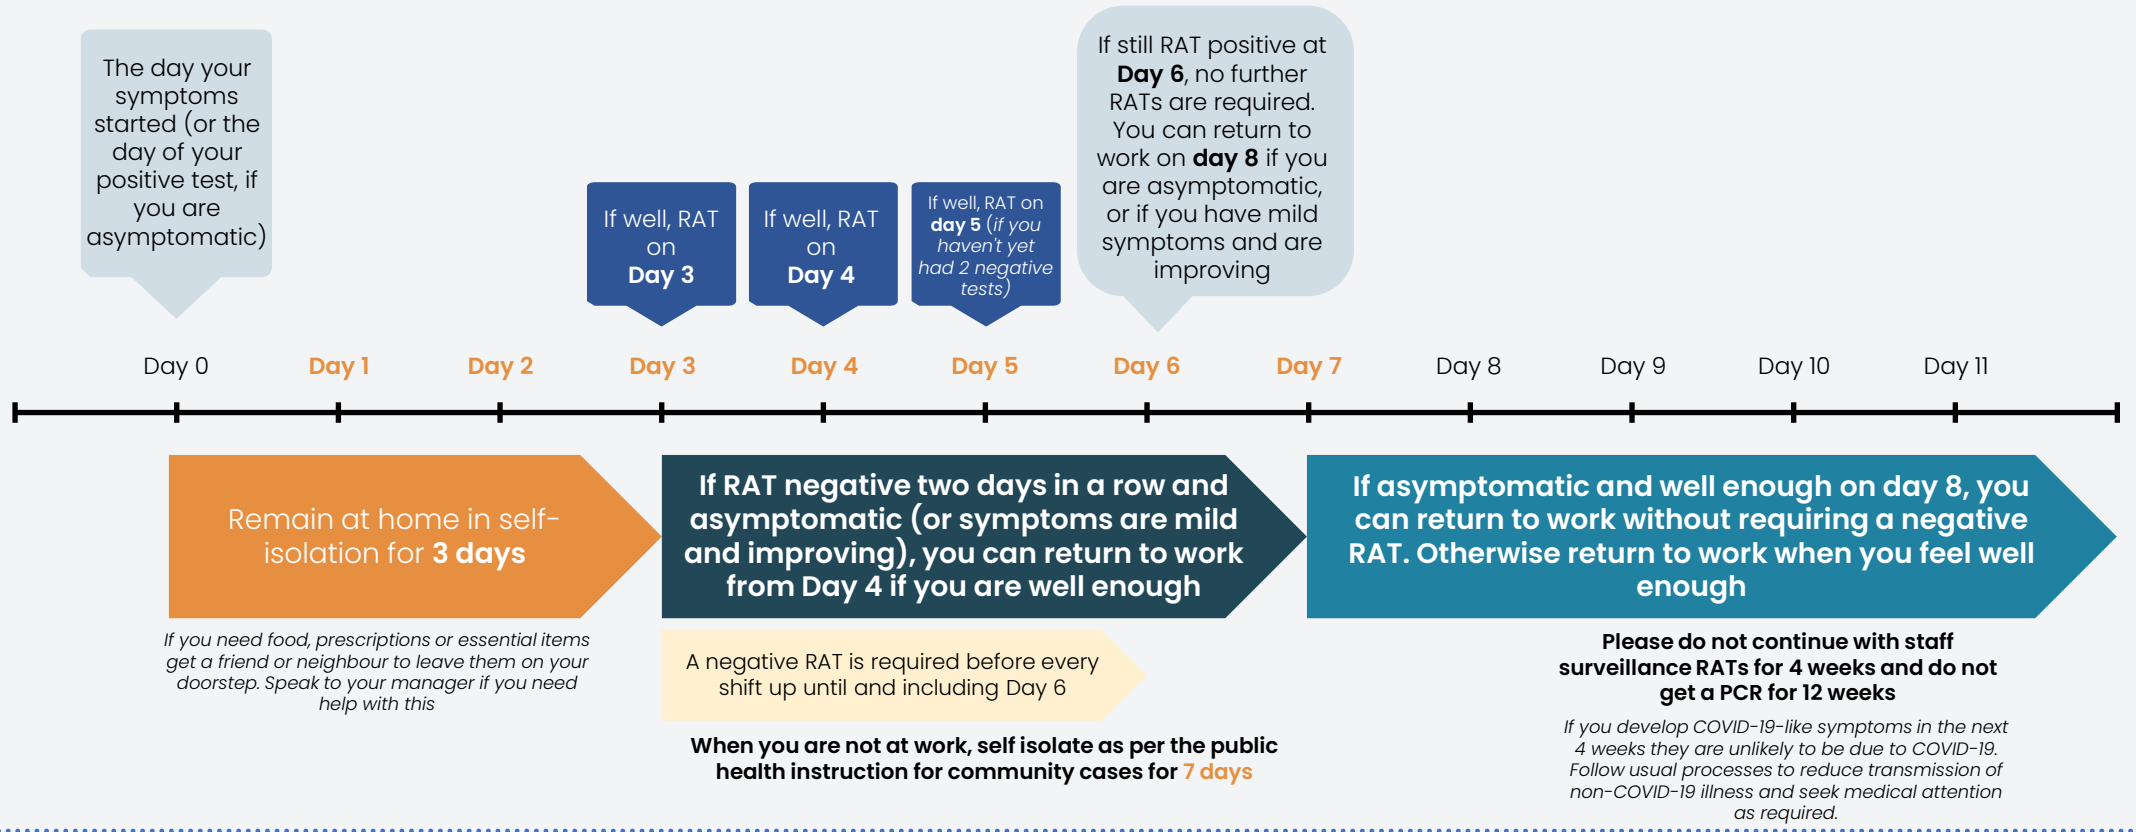 The day your
symptoms
started (or the
day of your
positive test, if
you are
asymptomatic)
If well, RAT
on
Day 3
If well, RAT
on
Day 4
If well, RAT on
day 5 (if you
haven't yet
had 2 negative
tests)
If still RAT positive at
Day 6, no further
RATs are required.
You can return to
work on day 8 if you
are asymptomatic,
or if you have mild
symptoms and are
improving
Day 0
Day 1
Day 2
Day 3
Day 4
Day 5
Day 6
Day 7
Day 8
Day 9
Day 10
Day 11
Remain at home in self-
isolation for 3 days
If you need food, prescriptions or essential items
get a friend or neighbour to leave them on your
doorstep. Speak to your manager if you need
help with this
If RAT negative two days in a row and
asymptomatic (or symptoms are mild
and improving), you can return to work
from Day 4 if you are well enough
A negative RAT is required before every
shift up until and including Day 6
When you are not at work, self isolate as per the public
health instruction for community cases for 7 days
If asymptomatic and well enough on day 8, you
can return to work without requiring a negative
RAT. Otherwise return to work when you feel well
enough
Please do not continue with staff
surveillance RATs for 4 weeks and do not
get a PCR for 12 weeks
If you develop COVID-19-like symptoms in the next
4 weeks they are unlikely to be due to COVID-19.
Follow usual processes to reduce transmission of
non-COVID-19 illness and seek medical attention
as required.